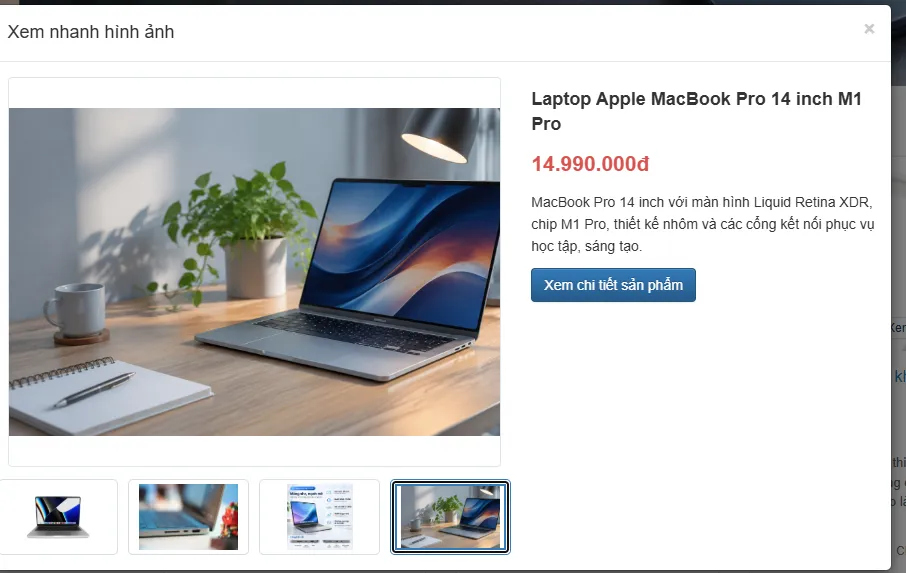 Xem nhanh hình ảnh
×
Laptop Apple MacBook Pro 14 inch M1
Pro
14.990.000đ
MacBook Pro 14 inch với màn hình Liquid Retina XDR,
chip M1 Pro, thiết kế nhôm và các cổng kết nối phục vụ
học tập, sáng tạo.
Xem chi tiết sản phẩm